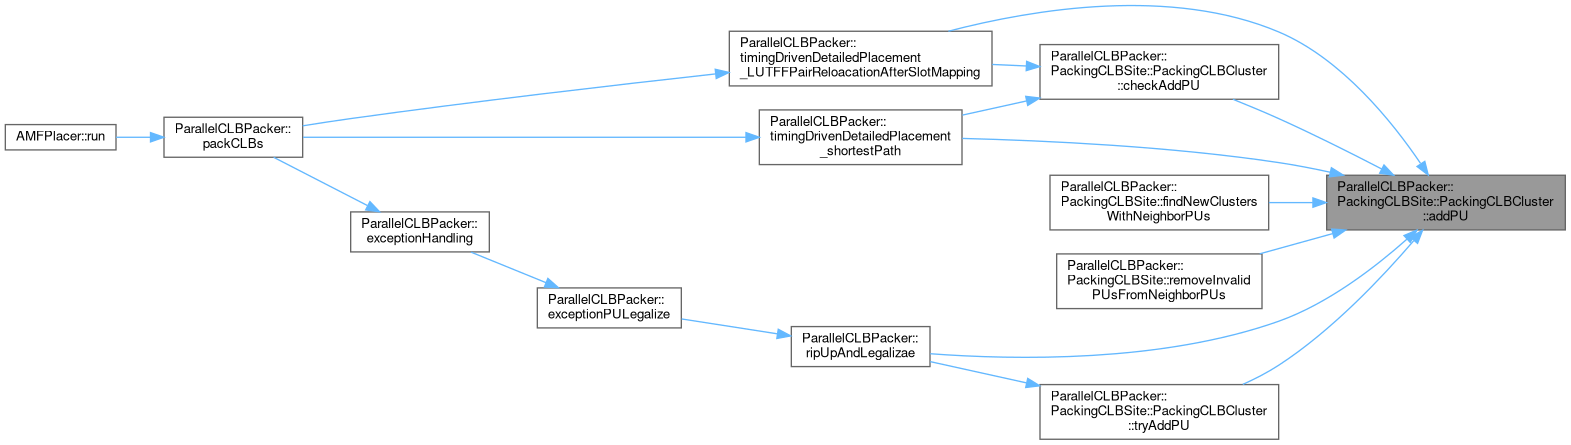 AMFPlacer::run
ParallelCLBPacker::
packCLBs
ParallelCLBPacker::
exceptionHandling
ParallelCLBPacker::
exceptionPULegalize
ParallelCLBPacker::
timingDrivenDetailedPlacement
_LUTFFPairReloacationAfterSlotMapping
ParallelCLBPacker::
timingDrivenDetailedPlacement
_shortestPath
ParallelCLBPacker::
ripUpAndLegalizae
ParallelCLBPacker::
PackingCLBSite::PackingCLBCluster
::checkAddPU
ParallelCLBPacker::
PackingCLBSite::findNewClusters
WithNeighborPUs
ParallelCLBPacker::
PackingCLBSite::removeInvalid
PUsFromNeighborPUs
ParallelCLBPacker::
PackingCLBSite::PackingCLBCluster
::tryAddPU
ParallelCLBPacker::
PackingCLBSite::PackingCLBCluster
::addPU